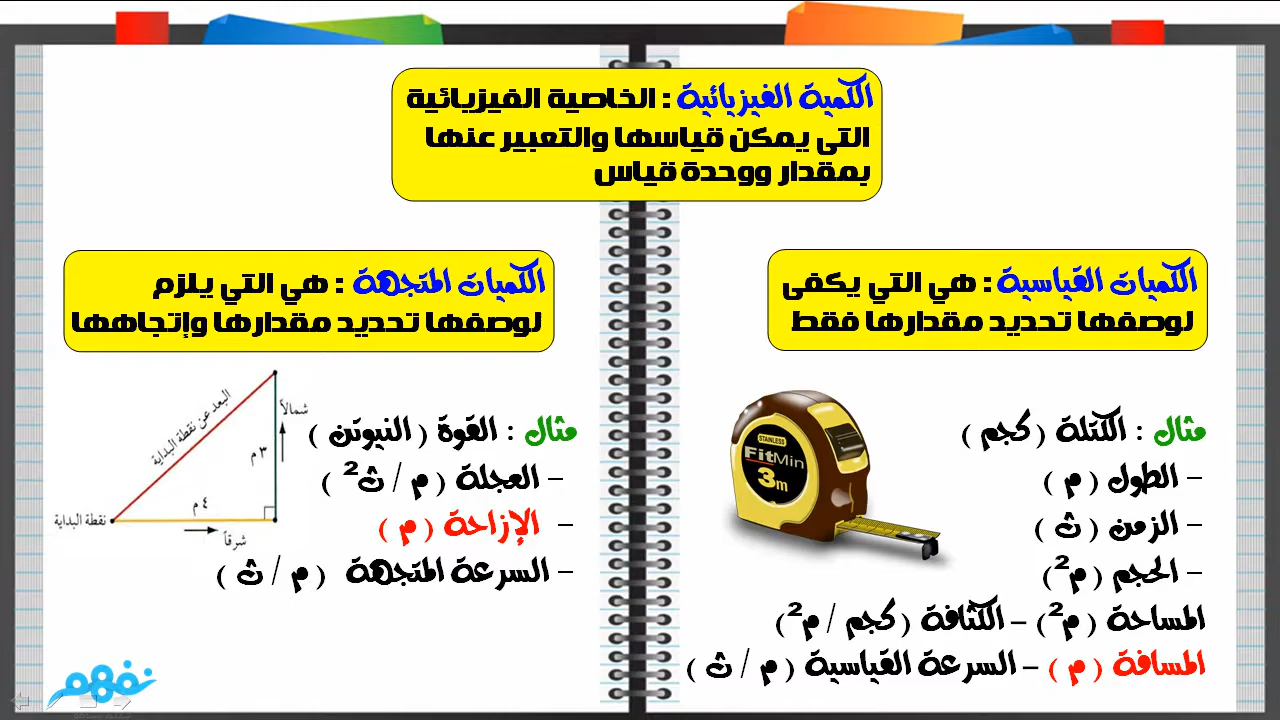 الكمية الفيزيائية : الخاصية الفيزيائية
التى يمكن قياسها والتعبير عنها
بمقدار ووحدة قياس
الكميات القياسية : هي التي يكفى
لوصفها تحديد مقدارها فقط
مثال : الكتلة ( كجم )
– الطول ( م )
– الزمن ( ث )
– الحجم ( م²)
المساحة ( م²) – الكثافة ( كجم / م²)
المسافة ( م ) – السرعة القياسية ( م / ث )
STAINLESS
FitMin
3m
الكميات المتجهة : هي التي يلزم
لوصفها تحديد مقدارها وإتجاهها
مثال : القوة ( النيوتن )
– العجلة ( م / ث²)
– الإزاحة ( م )
– السرعة المتجهة ( م / ث )
البعد عن نقطة البداية
شمالاً
٣ م
٤ م
نقطة البداية
شرقاً
نفهم